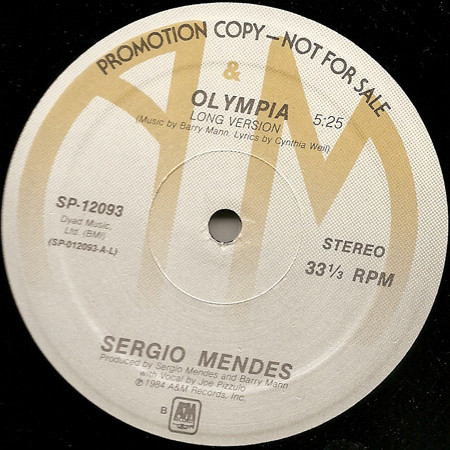 PROMOTION COPY–NOT FOR SALE
&
OLYMPIA 5:25
LONG VERSION
(Music by Barry Mann, Lyrics by Cynthia Weil)
SP-12093
Dyad Music,
Ltd. (BMI)
(SP-012093-A-L)
STEREO
33 1/3 RPM
SERGIO MENDES
Produced by Sergio Mendes and Barry Mann
with Vocal by Joe Pizzulo
℗1984 A&M Records, Inc.
B
A&M